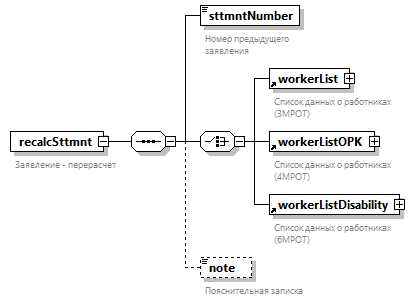 sttmntNumber
Номер предыдущего
заявления
workerList
Список данных о работниках
(3МРОТ)
recalcSttmnt
Заявление - перерасчет
workerListOPK
Список данных о работниках
(4МРОТ)
workerListDisability
Список данных о работниках
(6МРОТ)
note
Пояснительная записка